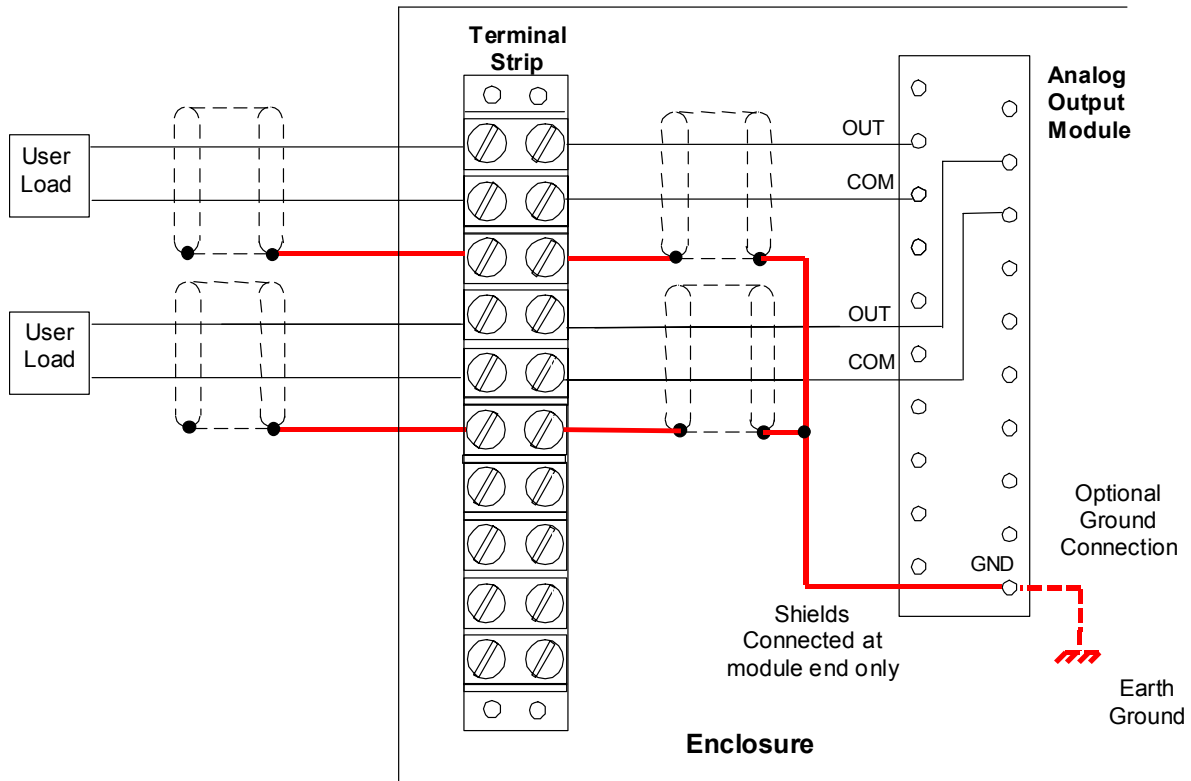 Terminal
Strip
Analog
Output
Module
User
Load
OUT
COM
User
Load
OUT
COM
Optional
Ground
Connection
GND
Shields
Connected at
module end only
Earth
Ground
Enclosure